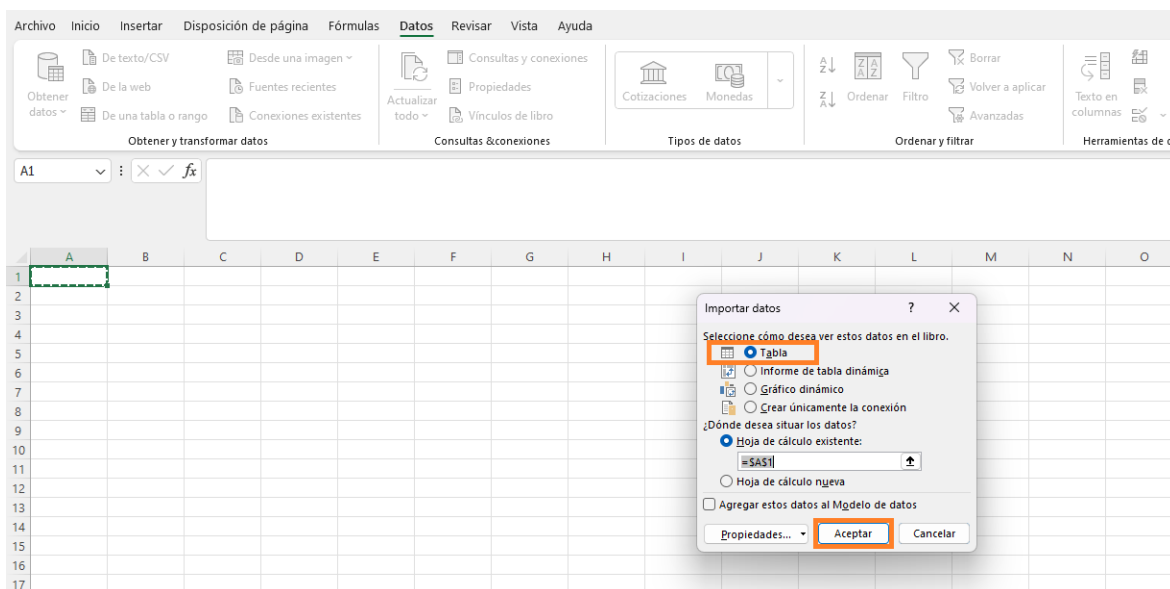 Archivo Inicio Insertar Disposición de página Fórmulas Datos Revisar Vista Ayuda
Obtener datos
De texto/CSV
De la web
De una tabla o rango
Desde una imagen
Fuentes recientes
Conexiones existentes
Obtener y transformar datos
Actualizar todo
Consultas y conexiones
Propiedades
Vínculos de libro
Consultas &conexiones
Cotizaciones Monedas
Tipos de datos
Ordenar Filtro
Borrar
Volver a aplicar
Avanzadas
Ordenar y filtrar
Texto en columnas
Herramientas de
A1 fx
A B C D E F G H I J K L M N O
1
2
3
4
5
6
7
8
9
10
11
12
13
14
15
16
17
Importar datos ?
Seleccione cómo desea ver estos datos en el libro.
Tabla
Informe de tabla dinámica
Gráfico dinámico
Crear únicamente la conexión
¿Dónde desea situar los datos?
Hoja de cálculo existente:
=$A$1
Hoja de cálculo nueva
Agregar estos datos al Modelo de datos
Propiedades... Aceptar Cancelar